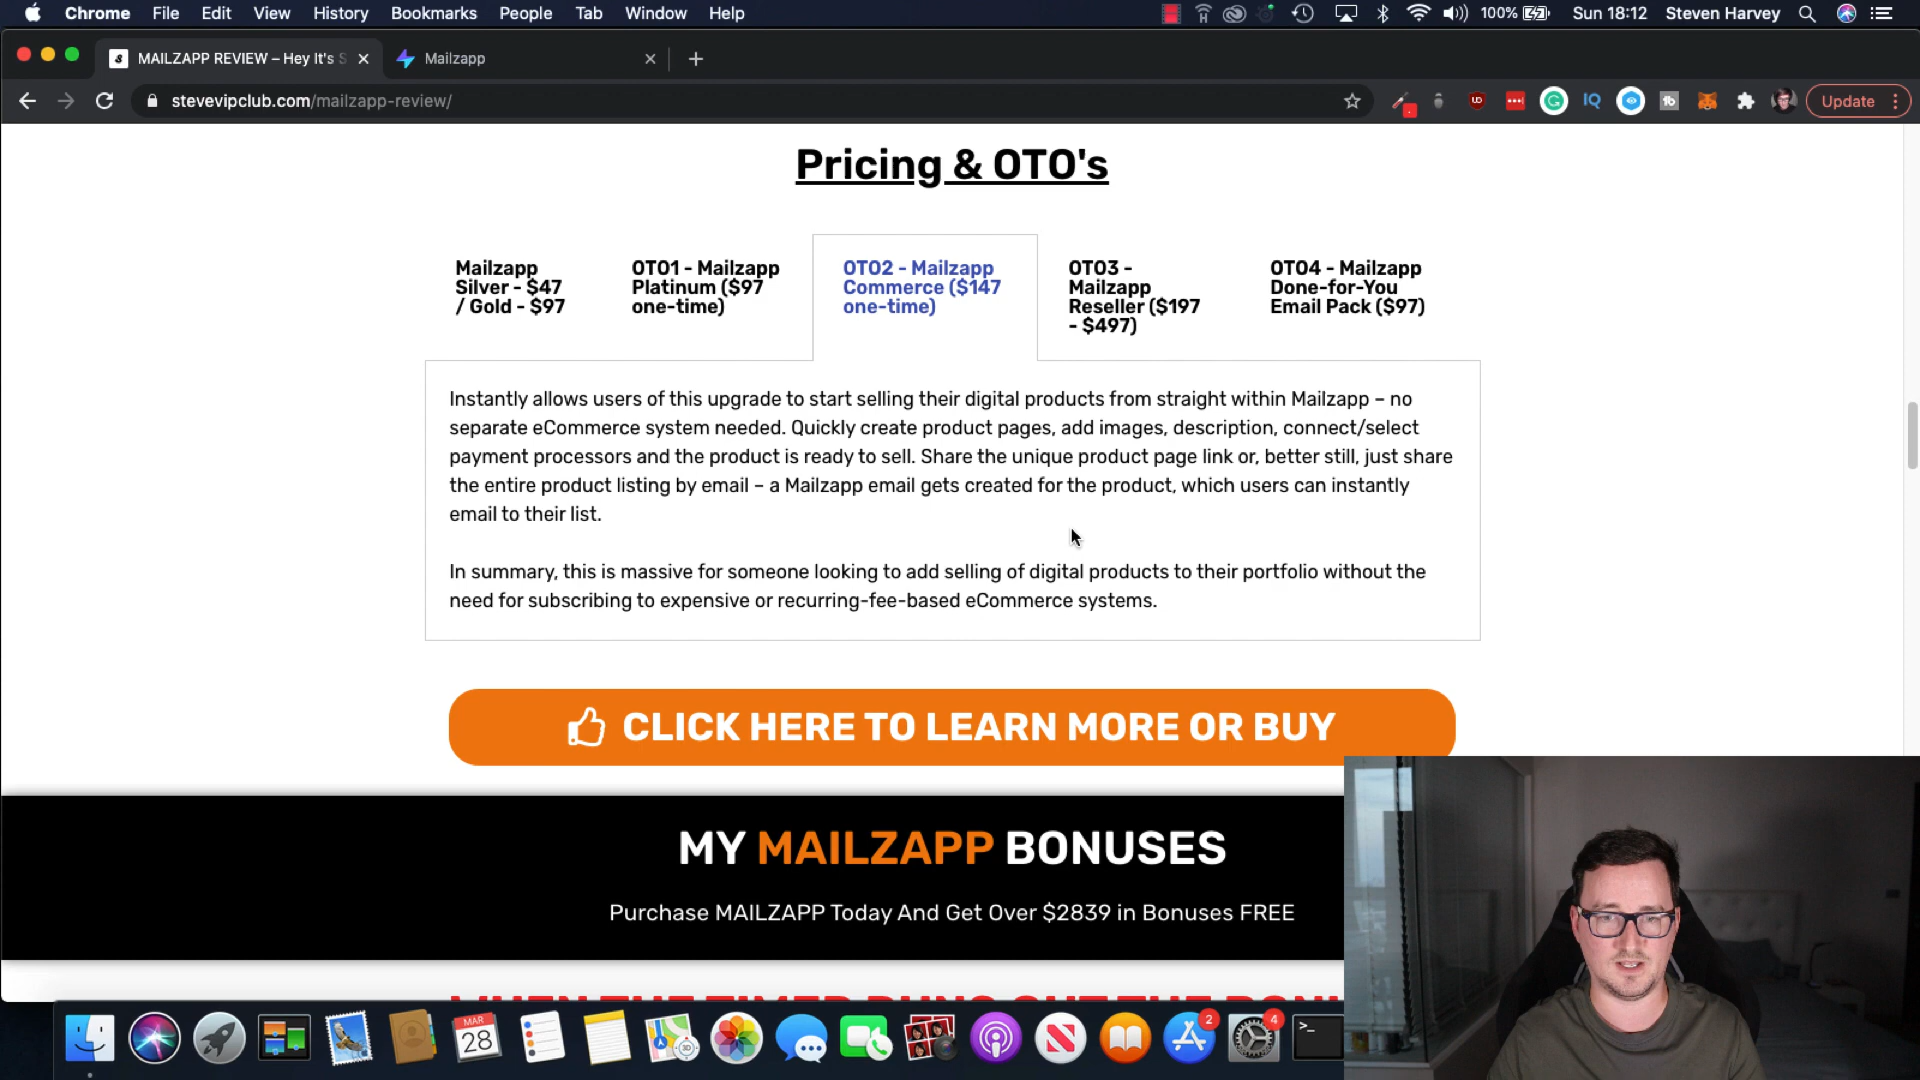 Chrome File Edit View History Bookmarks People Tab Window Help 100% Sun 18:12 Steven Harvey
MAILZAPP REVIEW – Hey It's S
Mailzapp
stevevipclub.com/mailzapp-review/
Update
Pricing & OTO's
Mailzapp
Silver - $47
/ Gold - $97
OTO1 - Mailzapp
Platinum ($97
one-time)
OTO2 - Mailzapp
Commerce ($147
one-time)
OTO3 -
Mailzapp
Reseller ($197
- $497)
OTO4 - Mailzapp
Done-for-You
Email Pack ($97)
Instantly allows users of this upgrade to start selling their digital products from straight within Mailzapp – no
separate eCommerce system needed. Quickly create product pages, add images, description, connect/select
payment processors and the product is ready to sell. Share the unique product page link or, better still, just share
the entire product listing by email – a Mailzapp email gets created for the product, which users can instantly
email to their list.
In summary, this is massive for someone looking to add selling of digital products to their portfolio without the
need for subscribing to expensive or recurring-fee-based eCommerce systems.
CLICK HERE TO LEARN MORE OR BUY
MY MAILZAPP BONUSES
Purchase MAILZAPP Today And Get Over $2839 in Bonuses FREE
MAR
28
2
4